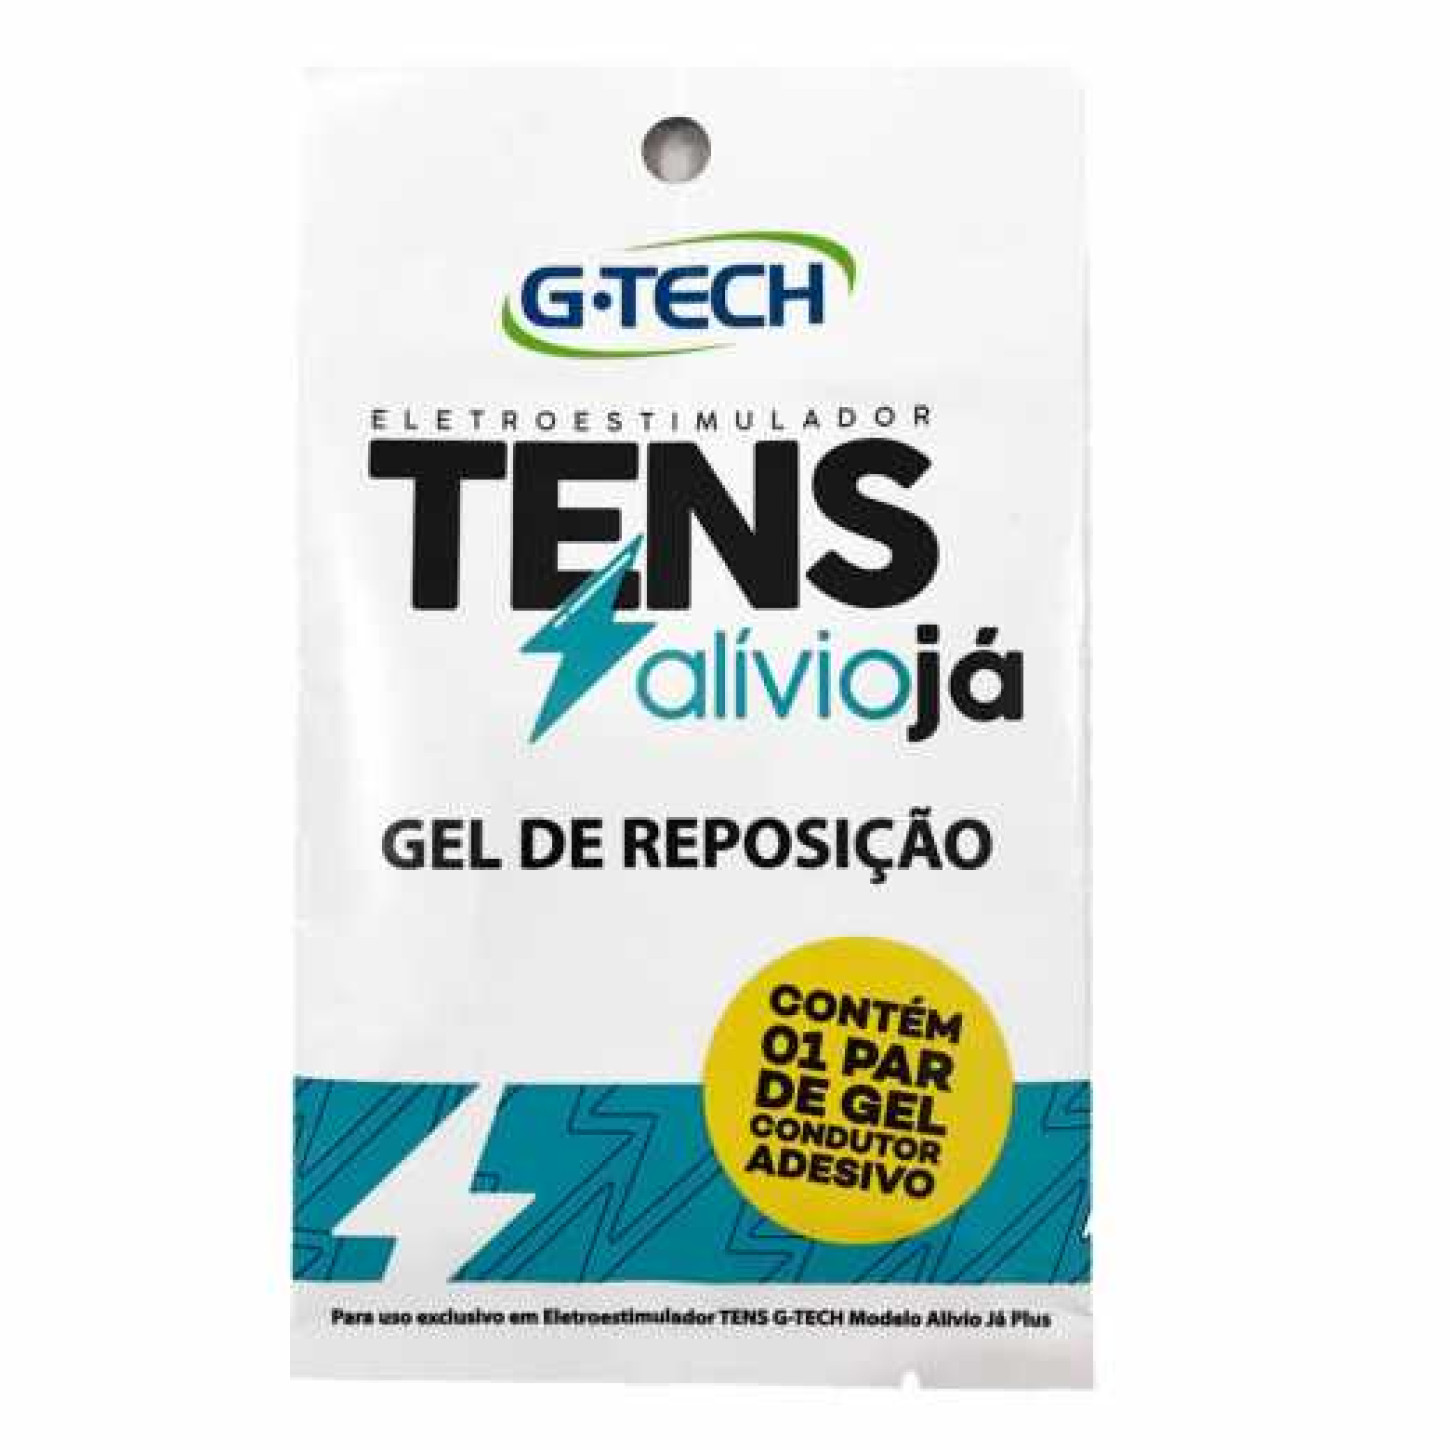 G·TECH
ELETROESTIMULADOR
TENS
alíviojá
GEL DE REPOSIÇÃO
CONTÉM
01 PAR
DE GEL
CONDUTOR
ADESIVO
Para uso exclusivo em Eletroestimulador TENS G-TECH Modelo Alívio Já Plus